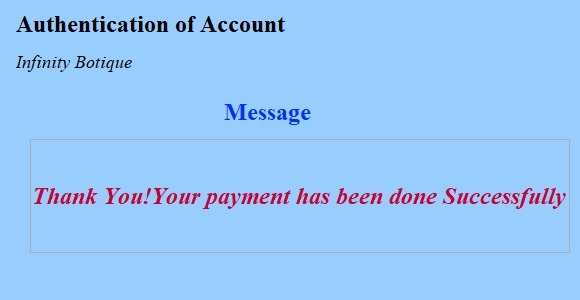 Authentication of Account
Infinity Botique
Message
Thank You!Your payment has been done Successfully